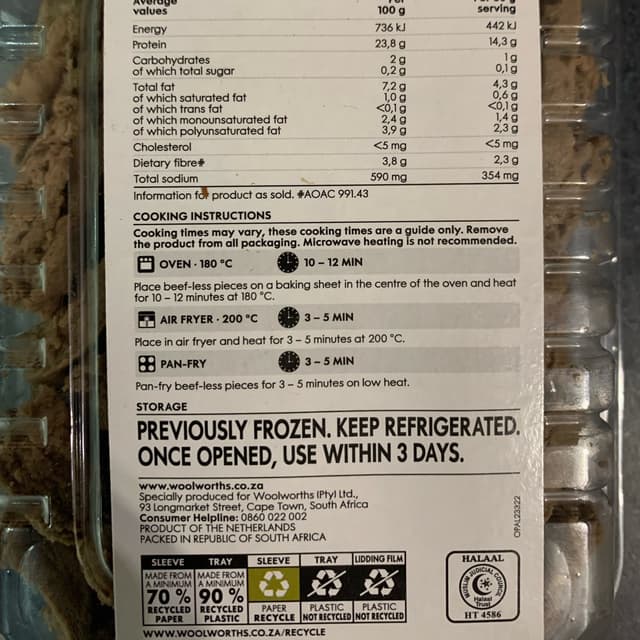 Average
values
100 g
serving
Energy 736 kJ 442 kJ
Protein 23,8 g 14,3 g
Carbohydrates 2 g 1 g
of which total sugar 0,2 g 0,1 g
Total fat 7,2 g 4,3 g
of which saturated fat 1,0 g 0,6 g
of which trans fat <0,1 g <0,1 g
of which monounsaturated fat 2,4 g 1,4 g
of which polyunsaturated fat 3,9 g 2,3 g
Cholesterol <5 mg <5 mg
Dietary fibre# 3,8 g 2,3 g
Total sodium 590 mg 354 mg
Information for product as sold. #AOAC 991.43
COOKING INSTRUCTIONS
Cooking times may vary, these cooking times are a guide only. Remove
the product from all packaging. Microwave heating is not recommended.
OVEN · 180 °C 10 – 12 MIN
Place beef-less pieces on a baking sheet in the centre of the oven and heat
for 10 – 12 minutes at 180 °C.
AIR FRYER · 200 °C 3 – 5 MIN
Place in air fryer and heat for 3 – 5 minutes at 200 °C.
PAN-FRY 3 – 5 MIN
Pan-fry beef-less pieces for 3 – 5 minutes on low heat.
STORAGE
PREVIOUSLY FROZEN. KEEP REFRIGERATED.
ONCE OPENED, USE WITHIN 3 DAYS.
www.woolworths.co.za
Specially produced for Woolworths (Pty) Ltd.,
93 Longmarket Street, Cape Town, South Africa
Consumer Helpline: 0860 022 002
PRODUCT OF THE NETHERLANDS
PACKED IN REPUBLIC OF SOUTH AFRICA
OPAL23322
SLEEVE TRAY SLEEVE TRAY LIDDING FILM
MADE FROM A MINIMUM 70 % RECYCLED PAPER
MADE FROM A MINIMUM 90 % RECYCLED PLASTIC
PAPER RECYCLE
PLASTIC NOT RECYCLED
PLASTIC NOT RECYCLED
WWW.WOOLWORTHS.CO.ZA/RECYCLE
HALAAL
MUSLIM JUDICIAL COUNCIL
Halaal
Trust
HT 4586